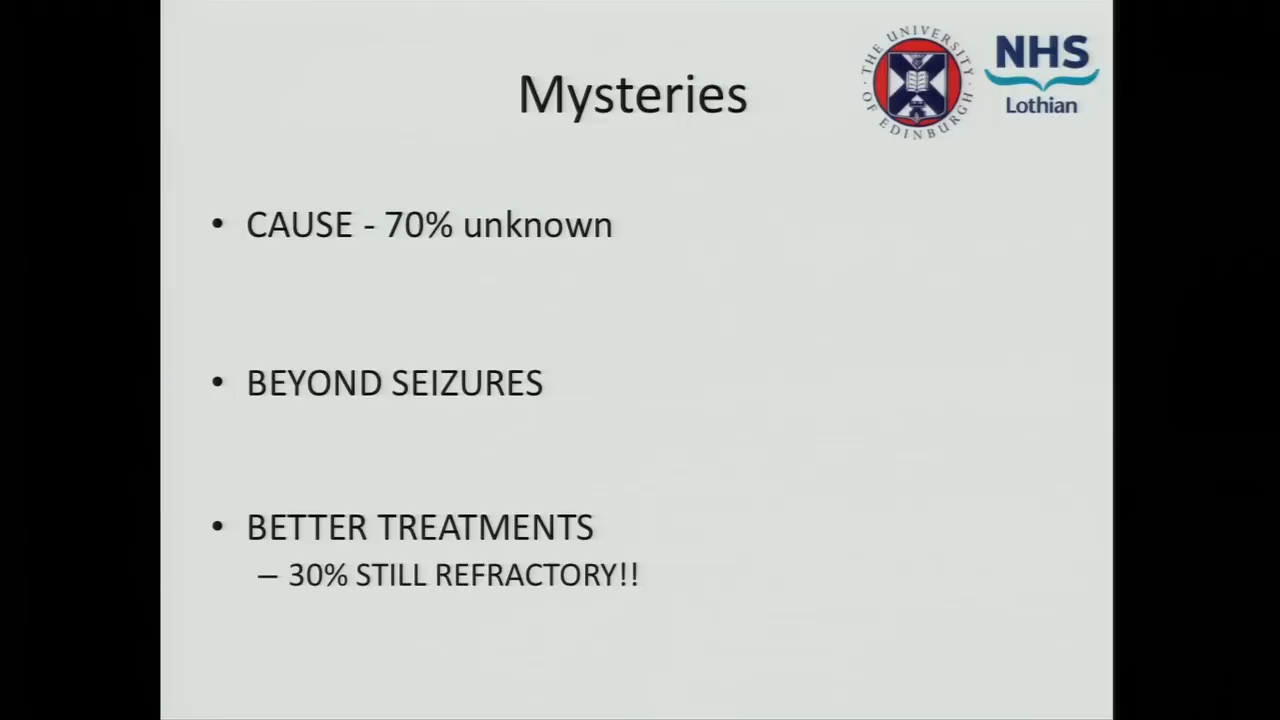 THE UNIVERSITY OF EDINBURGH
NHS
Lothian
Mysteries
• CAUSE - 70% unknown
• BEYOND SEIZURES
• BETTER TREATMENTS
– 30% STILL REFRACTORY!!